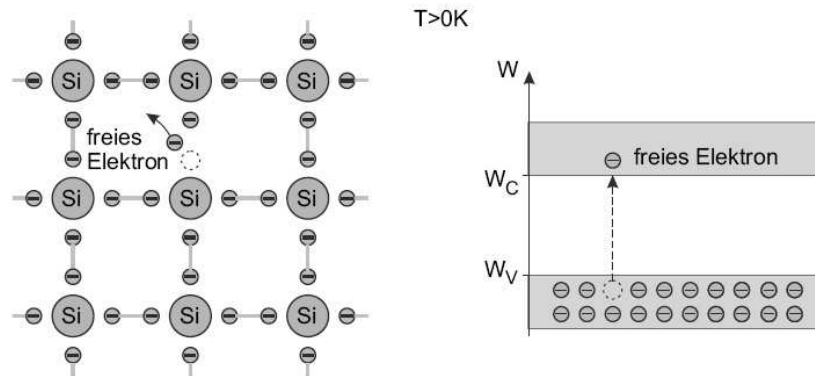 T>0K
Si Si Si
freies
Elektron
Si Si Si
Si Si Si
W
freies Elektron
W_C
W_V